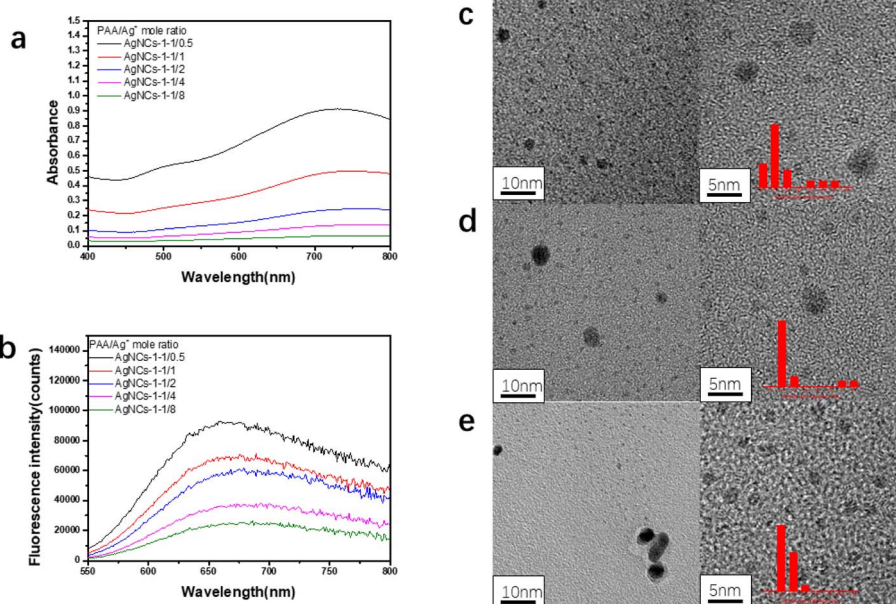 a
PAA/Ag⁺ mole ratio
AgNCs-1-1/0.5
AgNCs-1-1/1
AgNCs-1-1/2
AgNCs-1-1/4
AgNCs-1-1/8
1.5
1.4
1.3
1.2
1.1
1.0
0.9
0.8
0.7
0.6
0.5
0.4
0.3
0.2
0.1
0.0
Absorbance
400 500 600 700 800
Wavelength(nm)
b
PAA/Ag⁺ mole ratio
AgNCs-1-1/0.5
AgNCs-1-1/1
AgNCs-1-1/2
AgNCs-1-1/4
AgNCs-1-1/8
140000
120000
100000
80000
60000
40000
20000
0
Fluorescence intensity(counts)
550 600 650 700 750 800
Wavelength(nm)
c
10nm
5nm
d
10nm
5nm
e
10nm
5nm